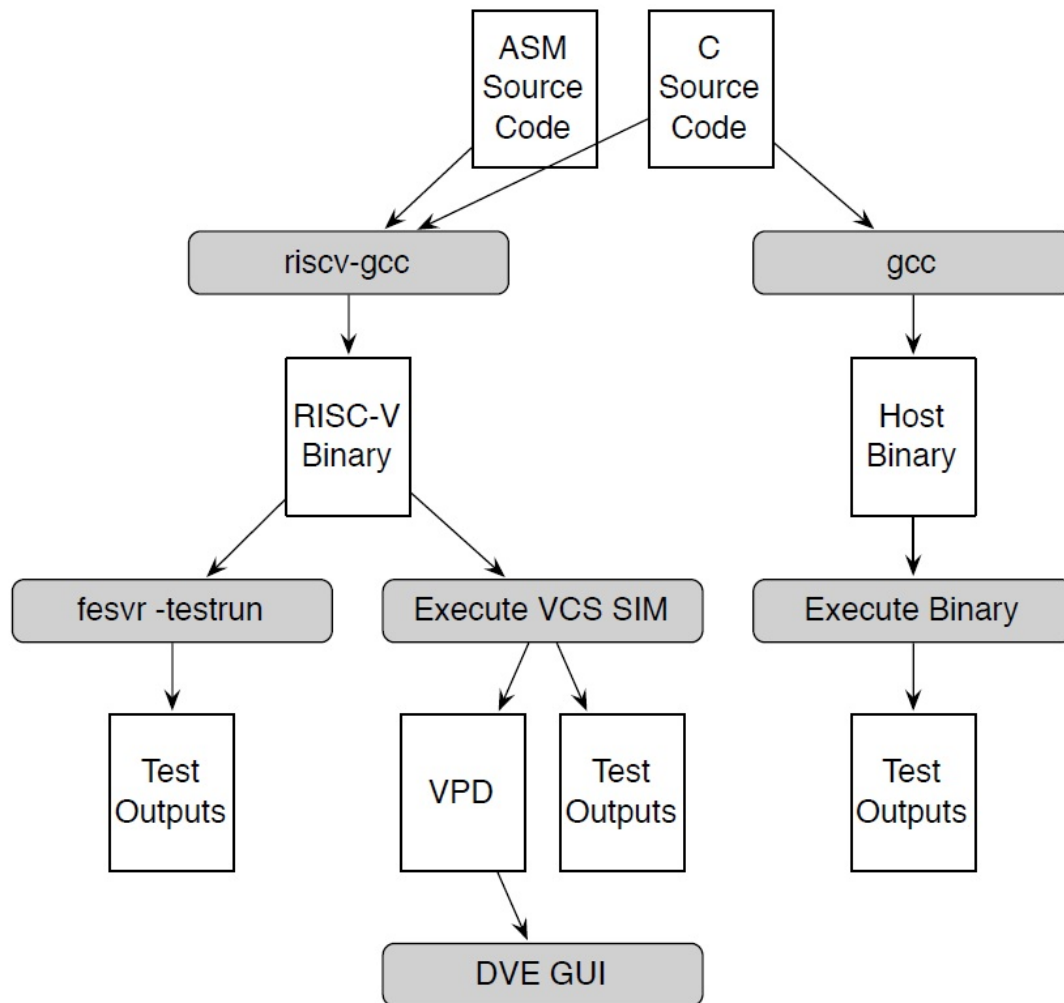 ASM
Source
Code
C
Source
Code
riscv-gcc
gcc
RISC-V
Binary
Host
Binary
fesvr -testrun
Execute VCS SIM
Execute Binary
Test
Outputs
VPD
Test
Outputs
Test
Outputs
DVE GUI